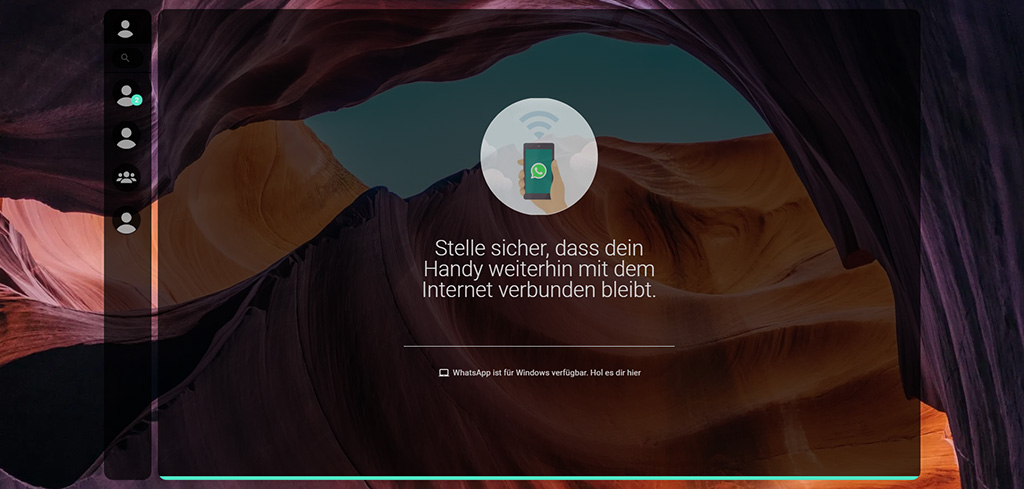 2
Stelle sicher, dass dein
Handy weiterhin mit dem
Internet verbunden bleibt.
WhatsApp ist für Windows verfügbar. Hol es dir hier